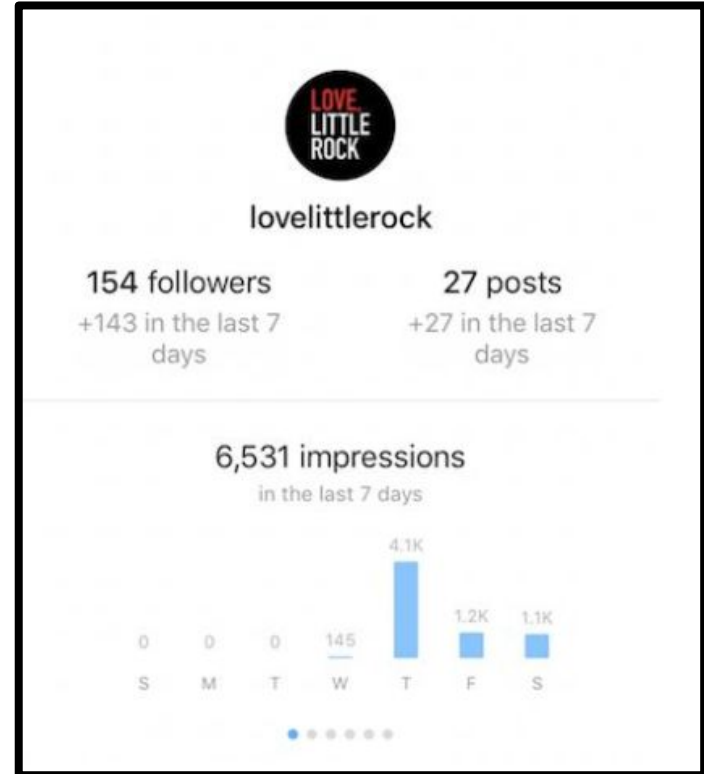 LOVE,
LITTLE
ROCK
lovelittlerock
154 followers
27 posts
+143 in the last 7
days
+27 in the last 7
days
6,531 impressions
in the last 7 days
4.1K
1.2K
1.1K
0 0 0 145
S M T W T F S